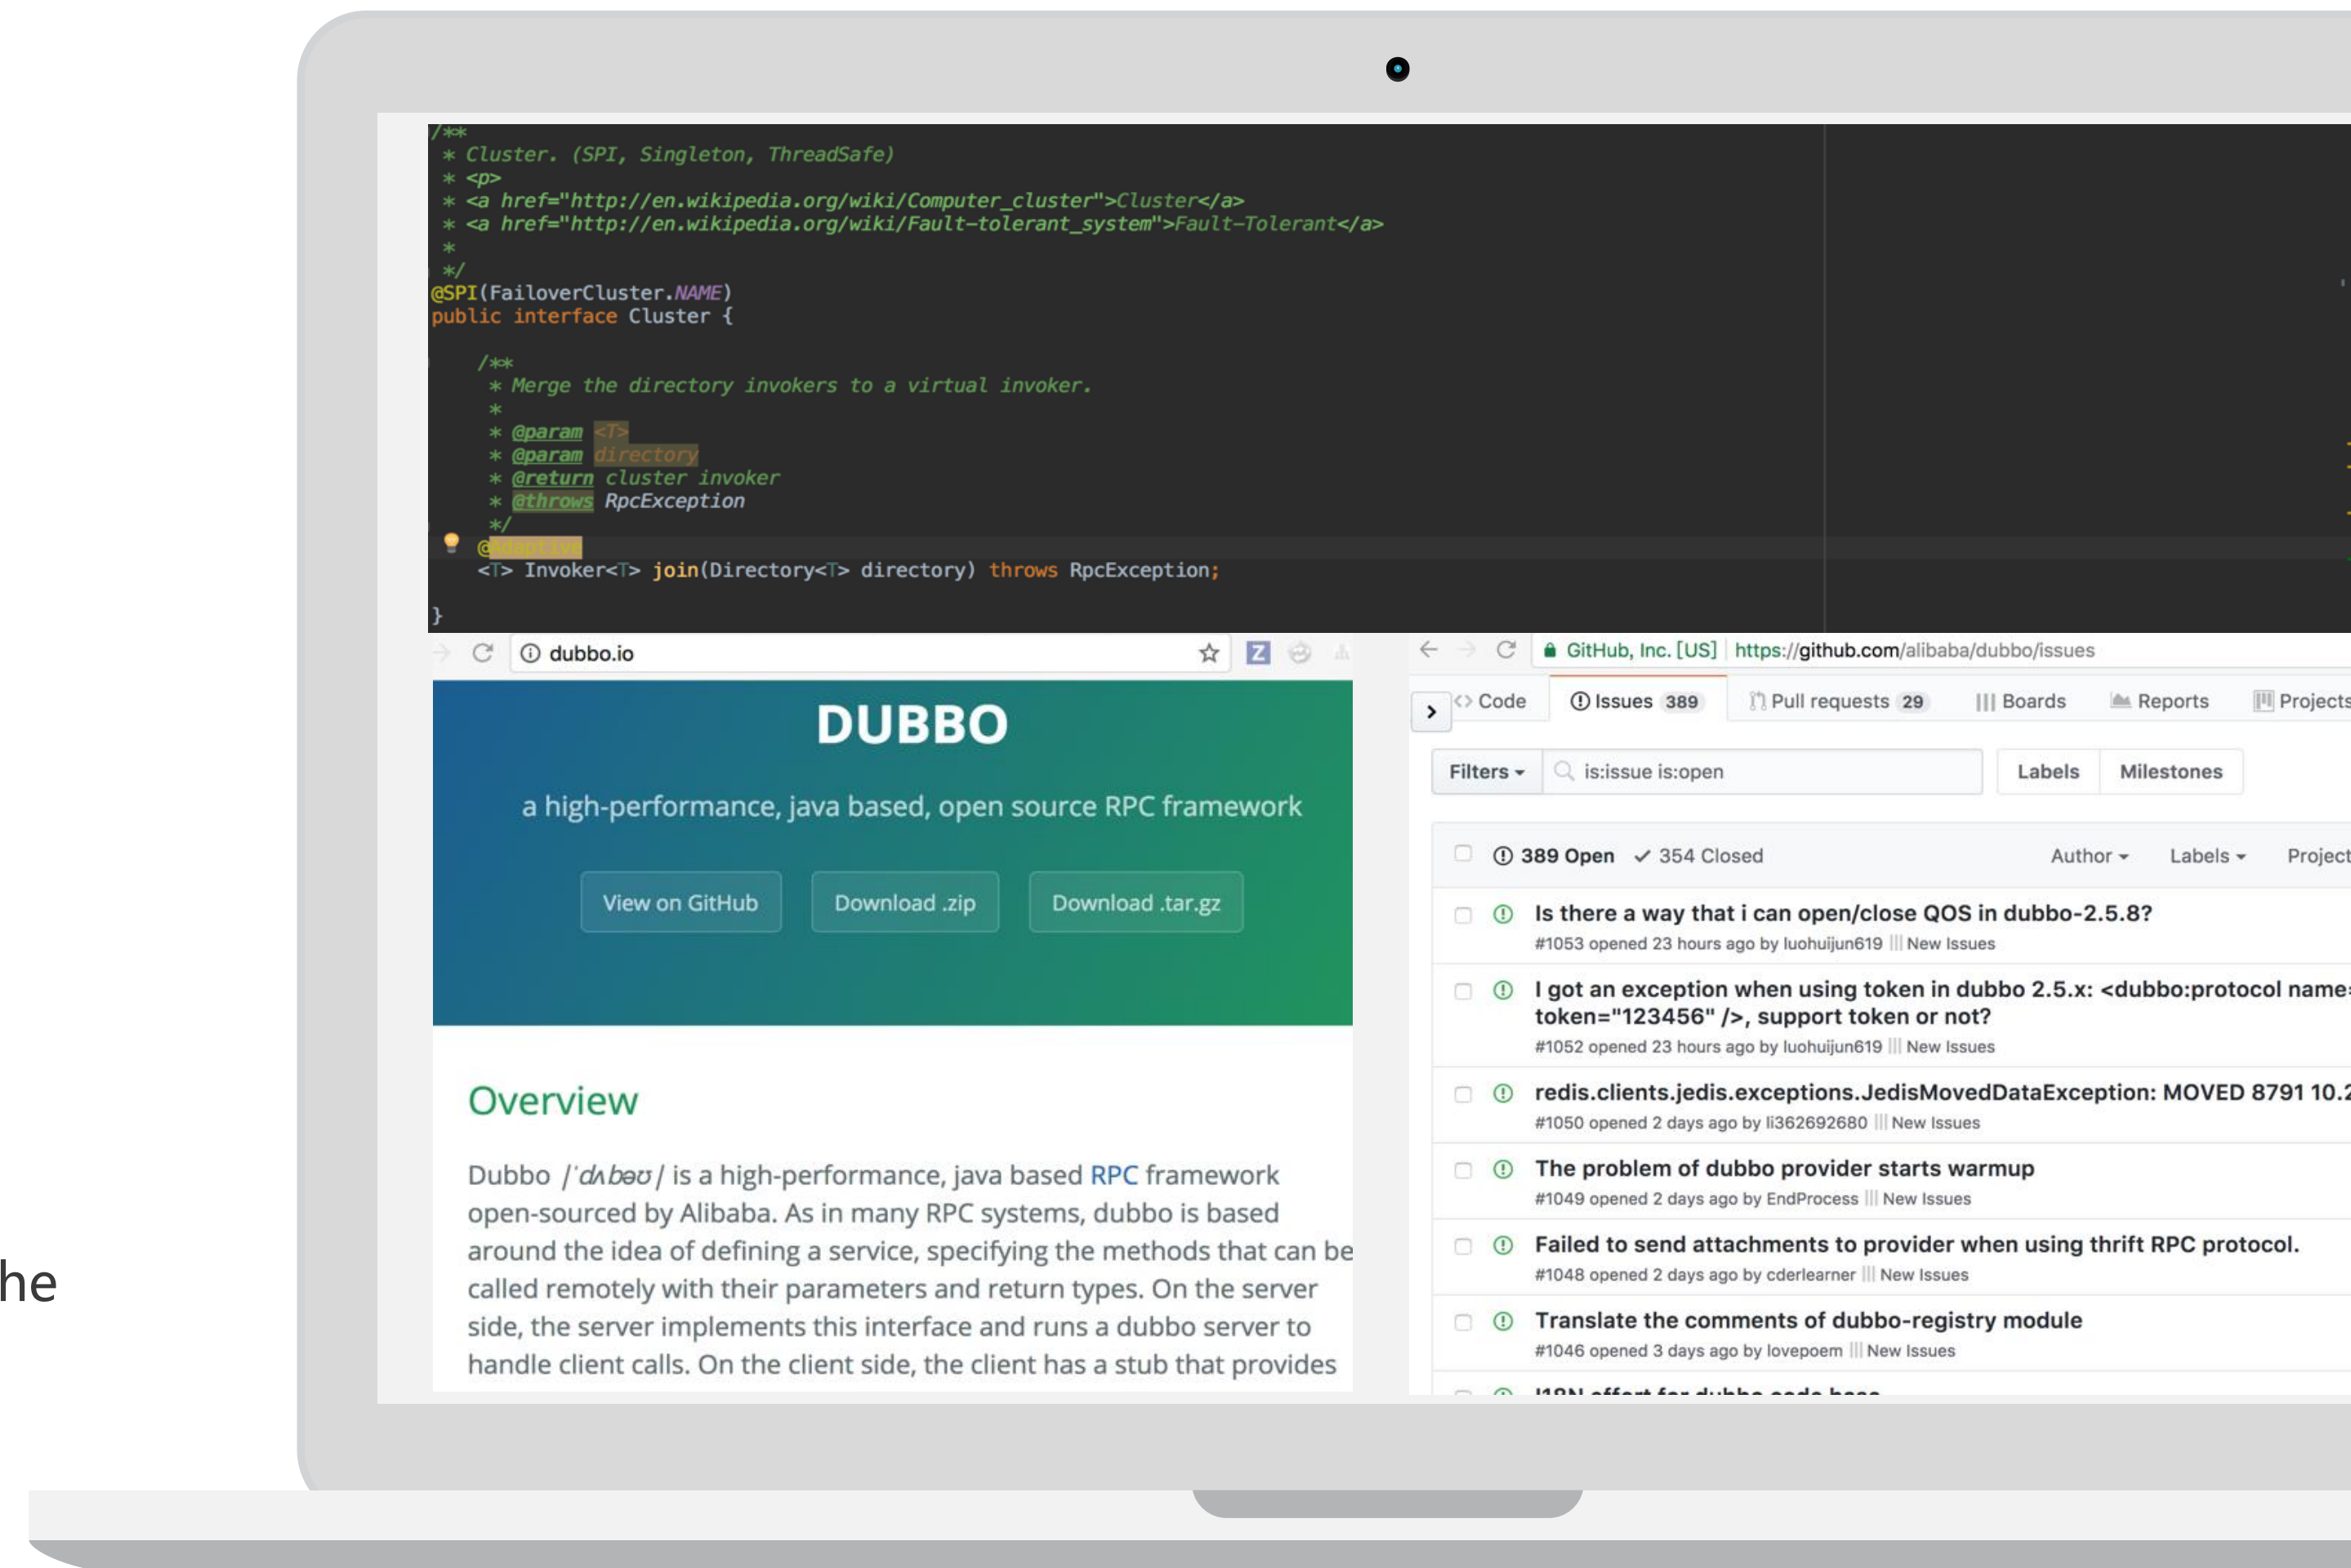 /**
* Cluster. (SPI, Singleton, ThreadSafe)
* <p>
* <a href="http://en.wikipedia.org/wiki/Computer_cluster">Cluster</a>
* <a href="http://en.wikipedia.org/wiki/Fault-tolerant_system">Fault-Tolerant</a>
*
*/
@SPI(FailoverCluster.NAME)
public interface Cluster {
/**
* Merge the directory invokers to a virtual invoker.
*
* @param <T>
* @param directory
* @return cluster invoker
* @throws RpcException
*/
@Adaptive
<T> Invoker<T> join(Directory<T> directory) throws RpcException;
}
dubbo.io
DUBBO
a high-performance, java based, open source RPC framework
View on GitHub Download .zip Download .tar.gz
Overview
Dubbo |ˈdʌbəʊ| is a high-performance, java based RPC framework
open-sourced by Alibaba. As in many RPC systems, dubbo is based
around the idea of defining a service, specifying the methods that can be
called remotely with their parameters and return types. On the server
side, the server implements this interface and runs a dubbo server to
handle client calls. On the client side, the client has a stub that provides
GitHub, Inc. [US] https://github.com/alibaba/dubbo/issues
Code Issues 389 Pull requests 29 Boards Reports Projects
Filters is:issue is:open Labels Milestones
389 Open 354 Closed Author Labels Project
Is there a way that i can open/close QOS in dubbo-2.5.8?
#1053 opened 23 hours ago by luohuijun619 New Issues
I got an exception when using token in dubbo 2.5.x: <dubbo:protocol name=
token="123456" />, support token or not?
#1052 opened 23 hours ago by luohuijun619 New Issues
redis.clients.jedis.exceptions.JedisMovedDataException: MOVED 8791 10.2
#1050 opened 2 days ago by li362692680 New Issues
The problem of dubbo provider starts warmup
#1049 opened 2 days ago by EndProcess New Issues
Failed to send attachments to provider when using thrift RPC protocol.
#1048 opened 2 days ago by cderlearner New Issues
Translate the comments of dubbo-registry module
#1046 opened 3 days ago by lovepoem New Issues
I18N effort for dubbo code base
he